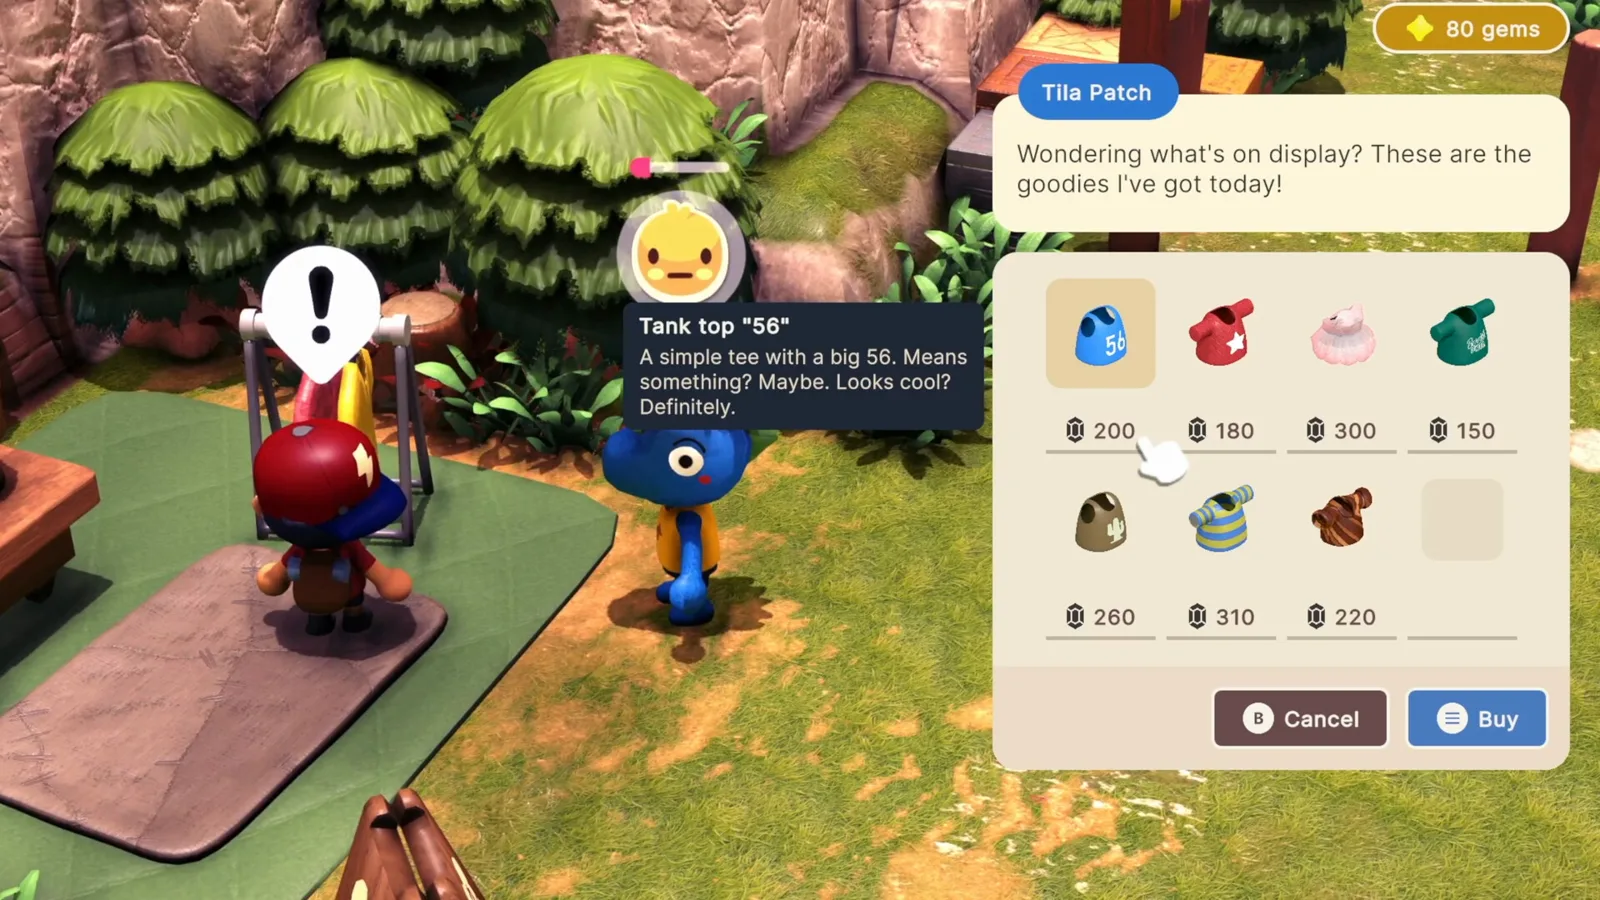 80 gems
Tila Patch
Wondering what's on display? These are the
goodies I've got today!
Tank top "56"
A simple tee with a big 56. Means
something? Maybe. Looks cool?
Definitely.
56
200
180
300
150
260
310
220
B Cancel
Buy